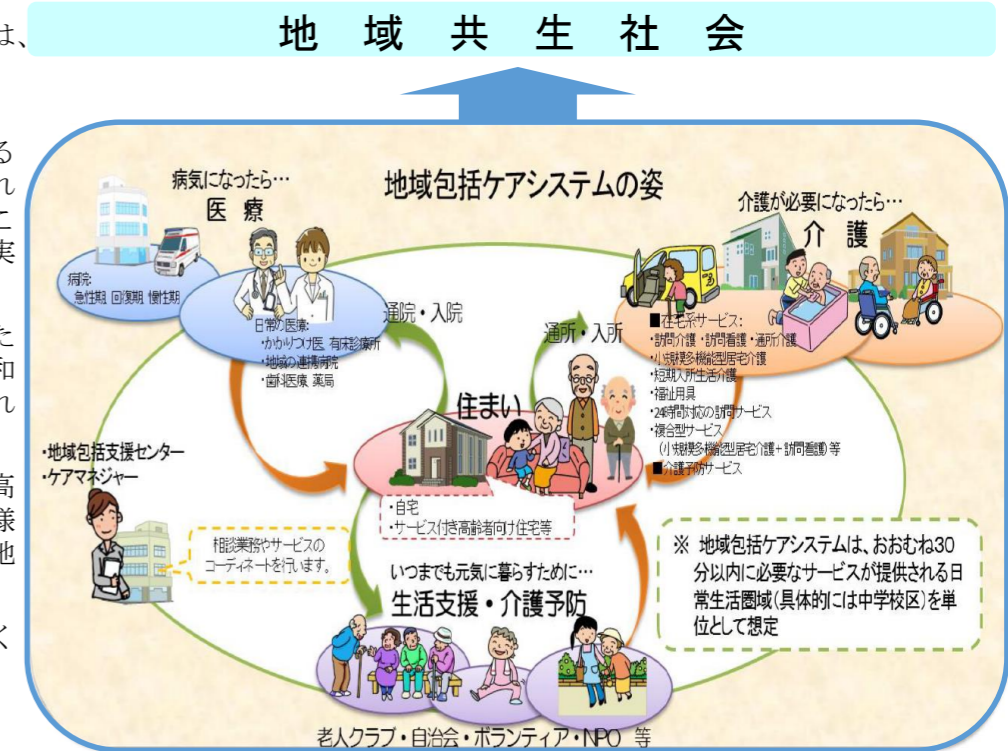 は、
る
れ
こ
実
た
和
れ
高
様
地
く
地域共生社会
地域包括ケアシステムの姿
病気になったら…
医療
病院:
急性期、回復期、慢性期
日常の医療:
・かかりつけ医、有床診療所
・地域の連携病院
・歯科医療、薬局
通院・入院
通所・入所
介護が必要になったら…
介護
■在宅系サービス:
・訪問介護・訪問看護・通所介護
・小規模多機能型居宅介護
・短期入所生活介護
・福祉用具
・24時間対応の訪問サービス
・複合型サービス
(小規模多機能型居宅介護+訪問看護)等
■介護予防サービス
住まい
・自宅
・サービス付き高齢者向け住宅等
・地域包括支援センター
・ケアマネジャー
相談業務やサービスの
コーディネートを行います。
いつまでも元気に暮らすために…
生活支援・介護予防
老人クラブ・自治会・ボランティア・NPO 等
※ 地域包括ケアシステムは、おおむね30
分以内に必要なサービスが提供される日
常生活圏域(具体的には中学校区)を単
位として想定